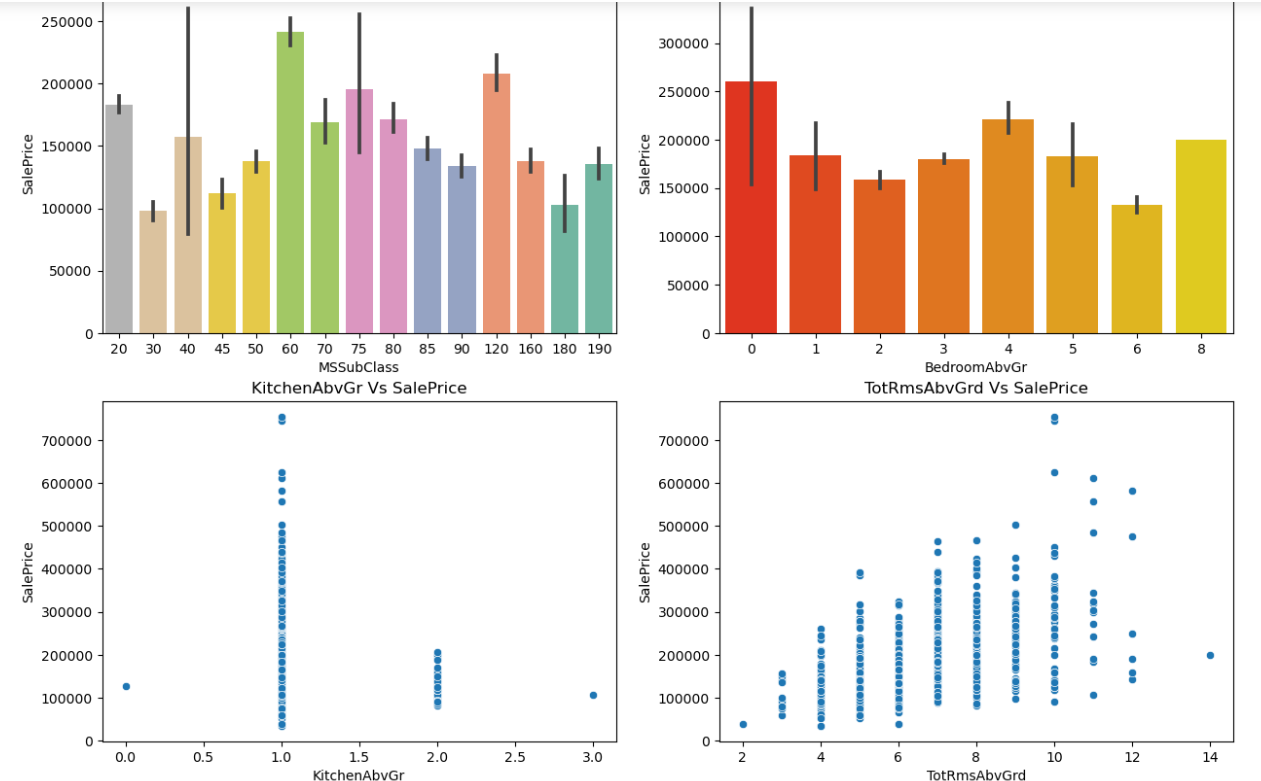 250000
200000
150000
100000
50000
0
SalePrice
20 30 40 45 50 60 70 75 80 85 90 120 160 180 190
MSSubClass
300000
250000
200000
150000
100000
50000
0
SalePrice
0 1 2 3 4 5 6 8
BedroomAbvGr
KitchenAbvGr Vs SalePrice
700000
600000
500000
400000
300000
200000
100000
0
SalePrice
0.0 0.5 1.0 1.5 2.0 2.5 3.0
KitchenAbvGr
TotRmsAbvGrd Vs SalePrice
700000
600000
500000
400000
300000
200000
100000
0
SalePrice
2 4 6 8 10 12 14
TotRmsAbvGrd